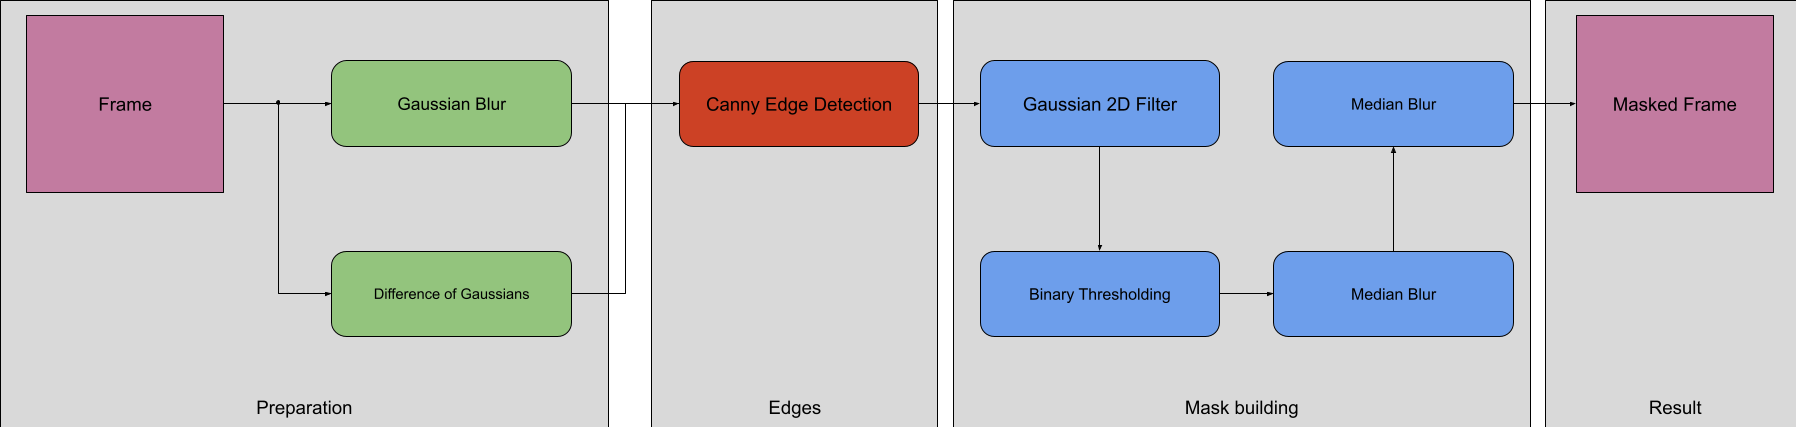 Frame
Gaussian Blur
Difference of Gaussians
Preparation
Canny Edge Detection
Edges
Gaussian 2D Filter
Median Blur
Binary Thresholding
Median Blur
Mask building
Masked Frame
Result